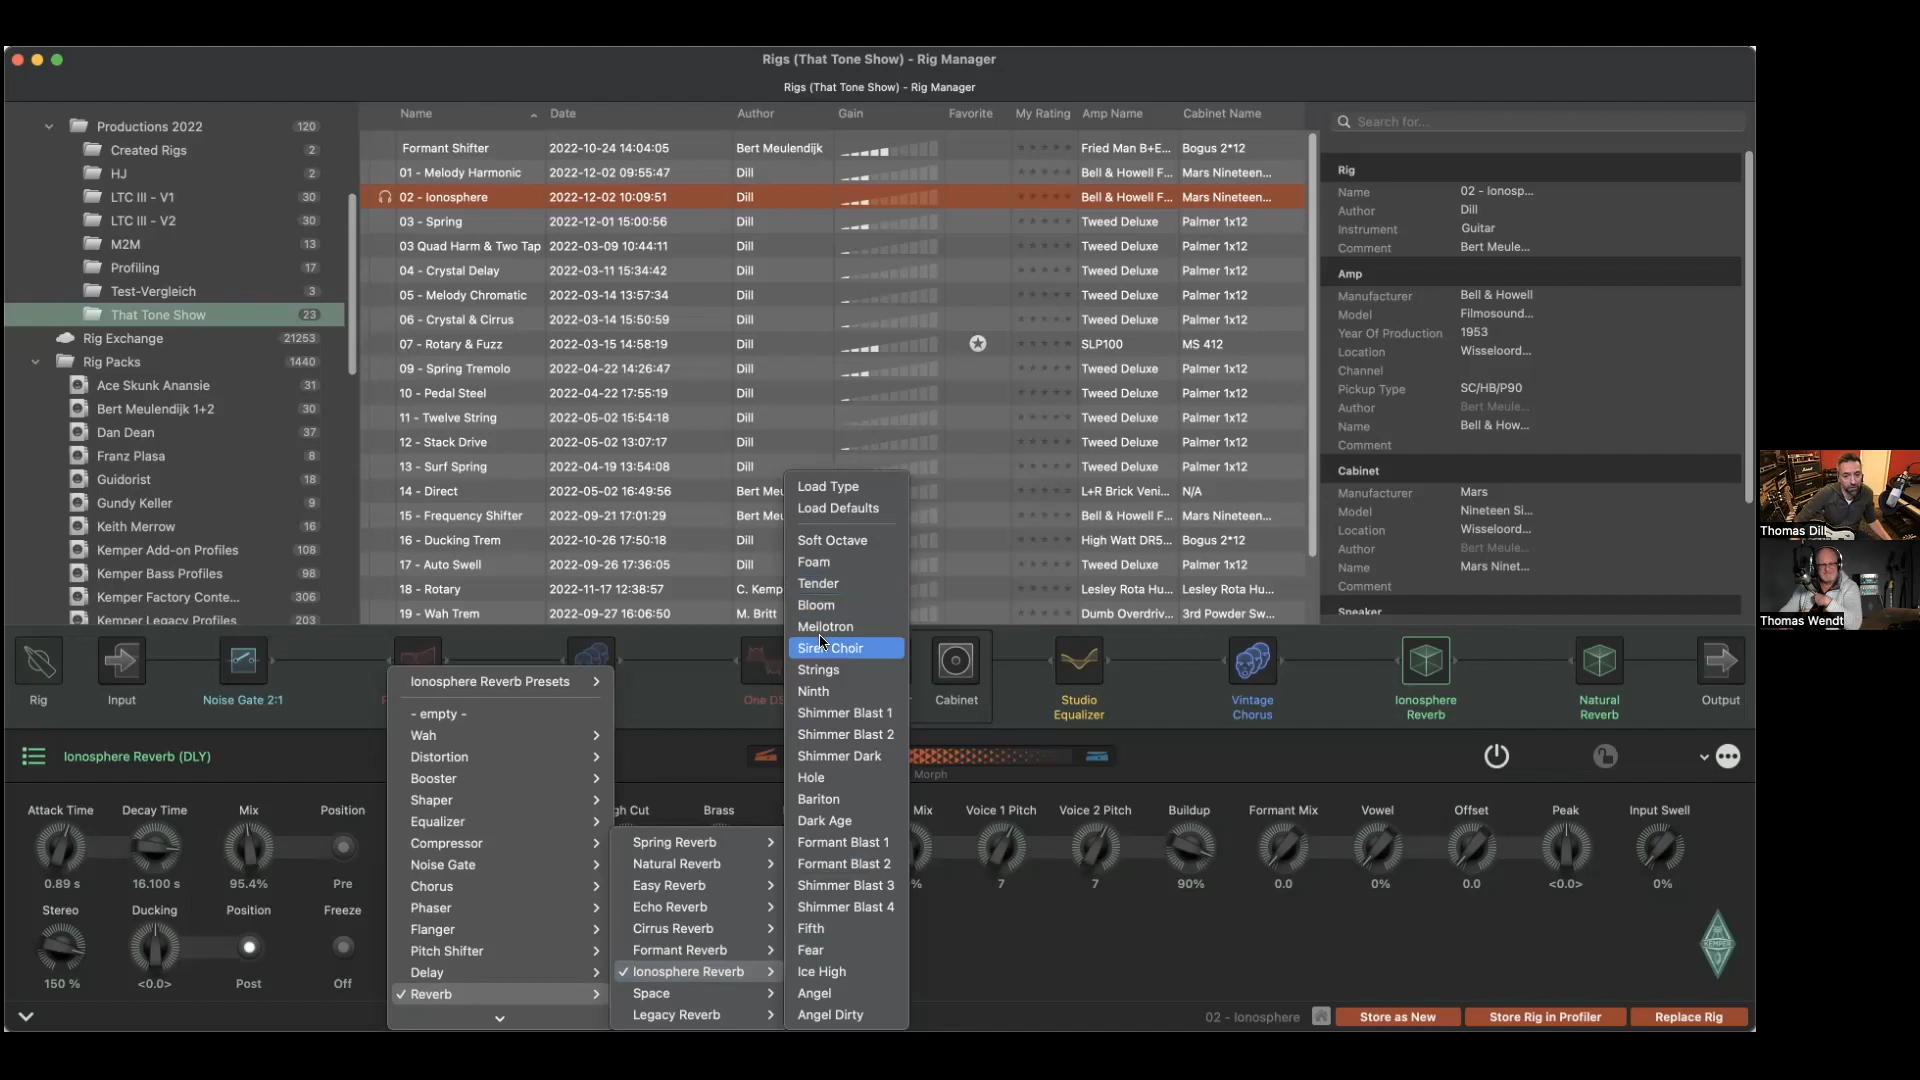 Rigs (That Tone Show) - Rig Manager
Rigs (That Tone Show) - Rig Manager
Productions 2022 120
Created Rigs 2
HJ 2
LTC III - V1 30
LTC III - V2 30
M2M 13
Profiling 17
Test-Vergleich 3
That Tone Show 23
Rig Exchange 21253
Rig Packs 1440
Ace Skunk Anansie 31
Bert Meulendijk 1+2 30
Dan Dean 37
Franz Plasa 8
Guidorist 18
Gundy Keller 9
Keith Merrow 16
Kemper Add-on Profiles 108
Kemper Bass Profiles 98
Kemper Factory Conte... 306
Kemper Legacy Profiles 203
Name Date Author Gain Favorite My Rating Amp Name Cabinet Name
Formant Shifter 2022-10-24 14:04:05 Bert Meulendijk Fried Man B+E... Bogus 2*12
01 - Melody Harmonic 2022-12-02 09:55:47 Dill Bell & Howell F... Mars Nineteen...
02 - Ionosphere 2022-12-02 10:09:51 Dill Bell & Howell F... Mars Nineteen...
03 - Spring 2022-12-01 15:00:56 Dill Tweed Deluxe Palmer 1x12
03 Quad Harm & Two Tap 2022-03-09 10:44:11 Dill Tweed Deluxe Palmer 1x12
04 - Crystal Delay 2022-03-11 15:34:42 Dill Tweed Deluxe Palmer 1x12
05 - Melody Chromatic 2022-03-14 13:57:34 Dill Tweed Deluxe Palmer 1x12
06 - Crystal & Cirrus 2022-03-14 15:50:59 Dill Tweed Deluxe Palmer 1x12
07 - Rotary & Fuzz 2022-03-15 14:58:19 Dill SLP100 MS 412
09 - Spring Tremolo 2022-04-22 14:26:47 Dill Tweed Deluxe Palmer 1x12
10 - Pedal Steel 2022-04-22 17:55:19 Dill Tweed Deluxe Palmer 1x12
11 - Twelve String 2022-05-02 15:54:18 Dill Tweed Deluxe Palmer 1x12
12 - Stack Drive 2022-05-02 13:07:17 Dill Tweed Deluxe Palmer 1x12
13 - Surf Spring 2022-04-19 13:54:08 Dill Tweed Deluxe Palmer 1x12
14 - Direct 2022-05-02 16:49:56 Bert Meu L+R Brick Veni... N/A
15 - Frequency Shifter 2022-09-21 17:01:29 Bert Meu Bell & Howell F... Mars Nineteen...
16 - Ducking Trem 2022-10-26 17:50:18 Dill High Watt DR5... Bogus 2*12
17 - Auto Swell 2022-09-26 17:36:05 Dill Tweed Deluxe Palmer 1x12
18 - Rotary 2022-11-17 12:38:57 C. Kemp Lesley Rota Hu... Lesley Rota Hu...
19 - Wah Trem 2022-09-27 16:06:50 M. Britt Dumb Overdriv... 3rd Powder Sw...
Search for...
Rig
Name 02 - Ionosp...
Author Dill
Instrument Guitar
Comment Bert Meule...
Amp
Manufacturer Bell & Howell
Model Filmosound...
Year Of Production 1953
Location Wisseloord...
Channel
Pickup Type SC/HB/P90
Author Bert Meule...
Name Bell & How...
Comment
Cabinet
Manufacturer Mars
Model Nineteen Si...
Location Wisseloord...
Author Bert Meule...
Name Mars Ninet...
Comment
Speaker
Thomas Dill
Thomas Wendt
Load Type
Load Defaults
Soft Octave
Foam
Tender
Bloom
Mellotron
Siren Choir
Strings
Ninth
Shimmer Blast 1
Shimmer Blast 2
Shimmer Dark
Hole
Bariton
Dark Age
Formant Blast 1
Formant Blast 2
Shimmer Blast 3
Shimmer Blast 4
Fifth
Fear
Ice High
Angel
Angel Dirty
Rig Input Noise Gate 2:1 One DS Cabinet Studio Equalizer Vintage Chorus Ionosphere Reverb Natural Reverb Output
Ionosphere Reverb Presets
- empty -
Wah
Distortion
Booster
Shaper
Equalizer
Compressor
Noise Gate
Chorus
Phaser
Flanger
Pitch Shifter
Delay
Reverb
Spring Reverb
Natural Reverb
Easy Reverb
Echo Reverb
Cirrus Reverb
Formant Reverb
Ionosphere Reverb
Space
Legacy Reverb
Ionosphere Reverb (DLY)
Morph
Attack Time Decay Time Mix Position gh Cut Brass Mix Voice 1 Pitch Voice 2 Pitch Buildup Formant Mix Vowel Offset Peak Input Swell
0.89 s 16.100 s 95.4% Pre % 7 7 90% 0.0 0% 0.0 <0.0> 0%
Stereo Ducking Position Freeze
150 % <0.0> Post Off
KEMPER
02 - Ionosphere Store as New Store Rig in Profiler Replace Rig